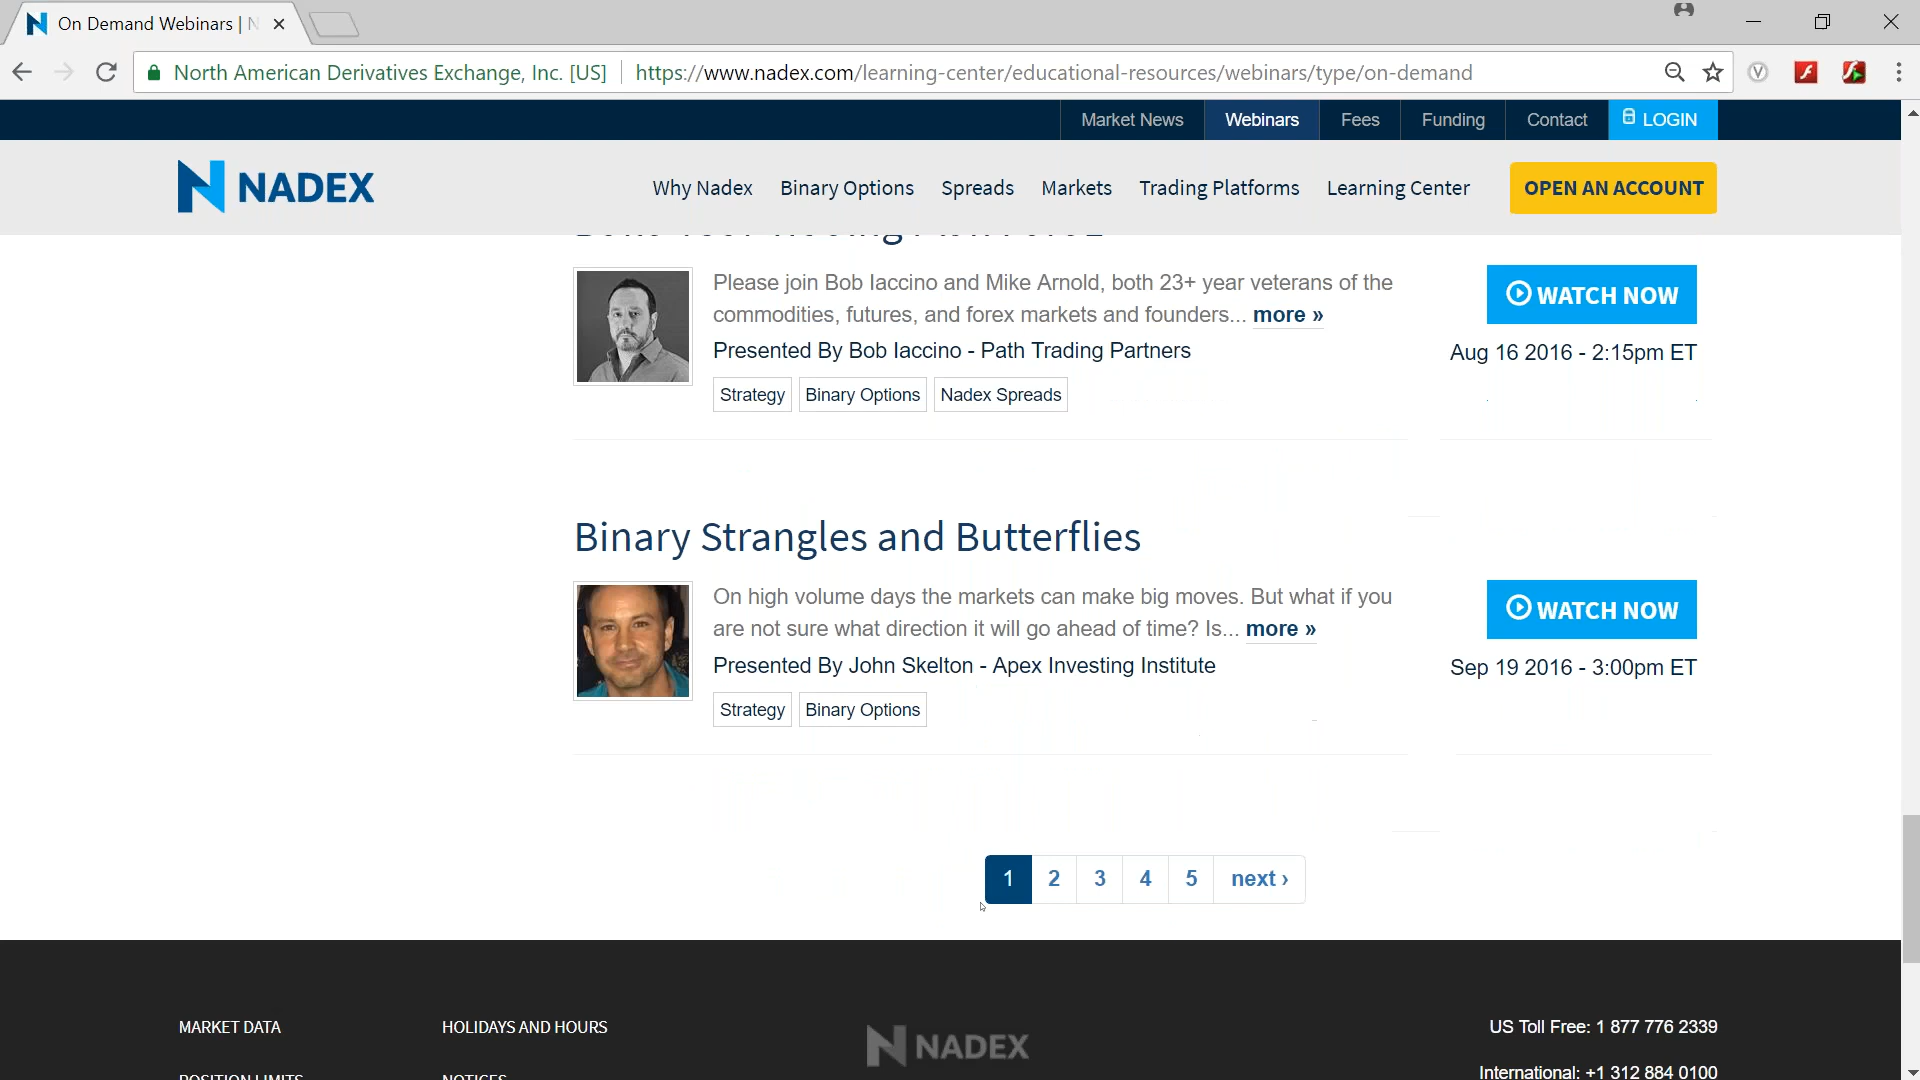 On Demand Webinars |
North American Derivatives Exchange, Inc. [US]
https://www.nadex.com/learning-center/educational-resources/webinars/type/on-demand
Market News
Webinars
Fees
Funding
Contact
LOGIN
NADEX
Why Nadex
Binary Options
Spreads
Markets
Trading Platforms
Learning Center
OPEN AN ACCOUNT
Please join Bob Iaccino and Mike Arnold, both 23+ year veterans of the
commodities, futures, and forex markets and founders... more »
Presented By Bob Iaccino - Path Trading Partners
Strategy
Binary Options
Nadex Spreads
WATCH NOW
Aug 16 2016 - 2:15pm ET
Binary Strangles and Butterflies
On high volume days the markets can make big moves. But what if you
are not sure what direction it will go ahead of time? Is... more »
Presented By John Skelton - Apex Investing Institute
Strategy
Binary Options
WATCH NOW
Sep 19 2016 - 3:00pm ET
1 2 3 4 5 next ›
MARKET DATA
HOLIDAYS AND HOURS
NADEX
US Toll Free: 1 877 776 2339
POSITION LIMITS
NOTICES
International: +1 312 884 0100